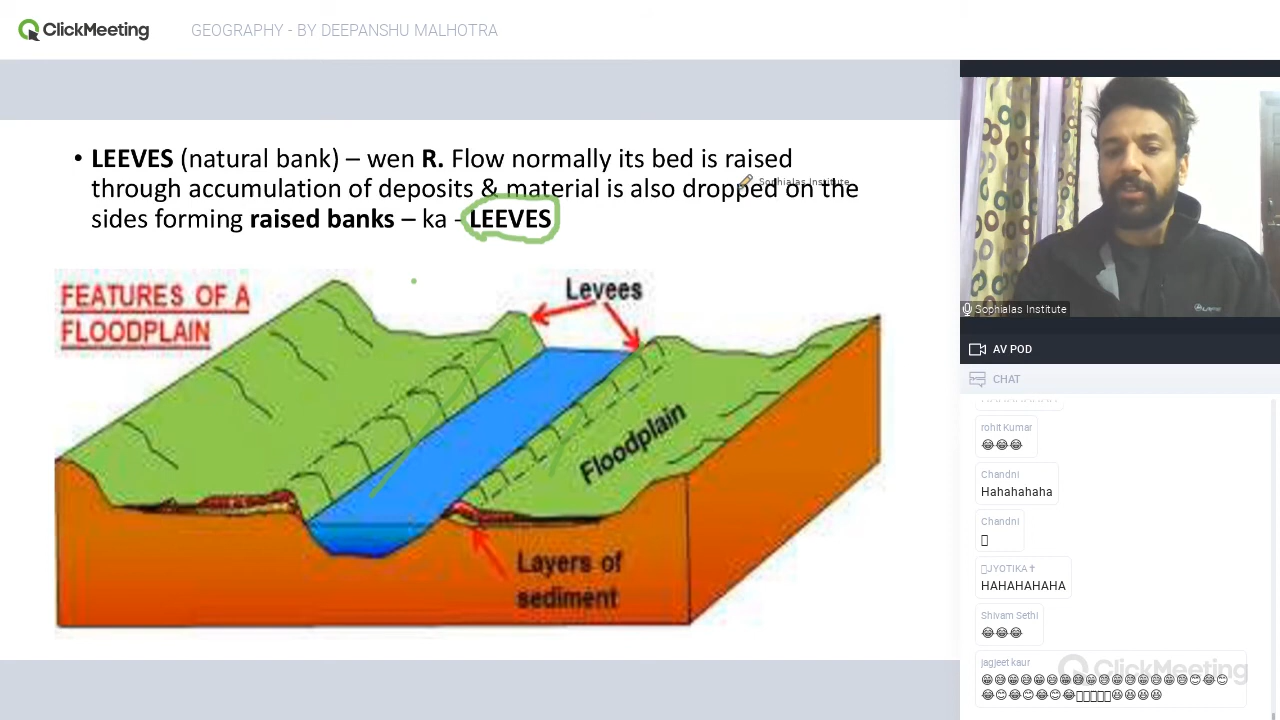 ClickMeeting
GEOGRAPHY - BY DEEPANSHU MALHOTRA
• LEEVES (natural bank) – wen R. Flow normally its bed is raised
through accumulation of deposits & material is also dropped on the
sides forming raised banks – ka - LEEVES
Sophialas Institute
FEATURES OF A
FLOODPLAIN
Levees
Floodplain
Layers of
sediment
Sophialas Institute
AV POD
CHAT
rohit Kumar
😂😂😂
Chandni
Hahahahaha
Chandni
JYOTIKA✝
HAHAHAHAHA
Shivam Sethi
😂😂😂
jagjeet kaur
ClickMeeting